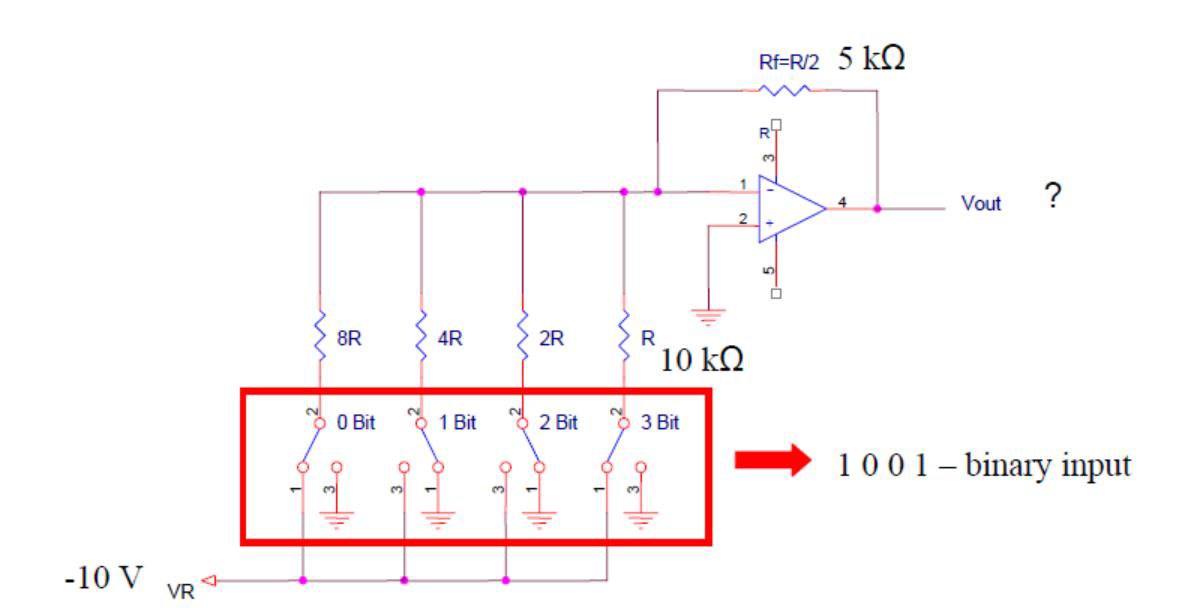 Rf=R/2 5 kΩ
R
3
1
-
2
+
4
Vout ?
5
8R
4R
2R
R
10 kΩ
2
0 Bit
2
1 Bit
2
2 Bit
2
3 Bit
1 0 0 1 – binary input
1
3
3
1
3
1
1
3
-10 V VR